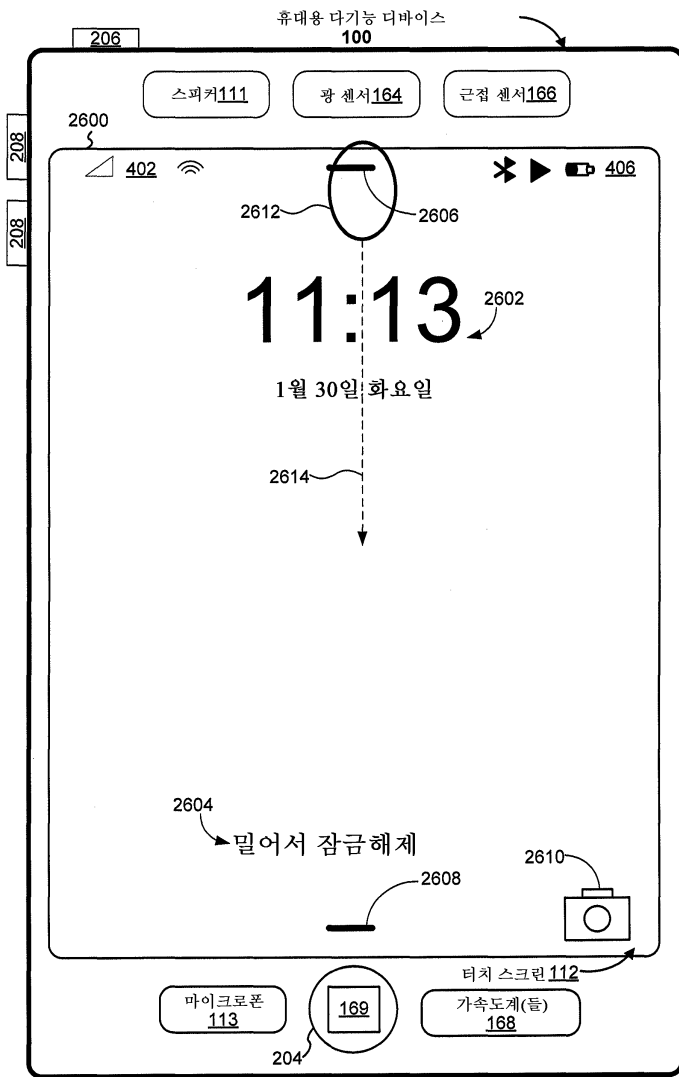 휴대용 다기능 디바이스
100
206
스피커111
광 센서164
근접 센서166
208
208
2600
402
406
2612
2606
11:13
2602
1월 30일 화요일
2614
2604
밀어서 잠금해제
2610
2608
터치 스크린 112
마이크로폰
113
169
가속도계(들)
168
204